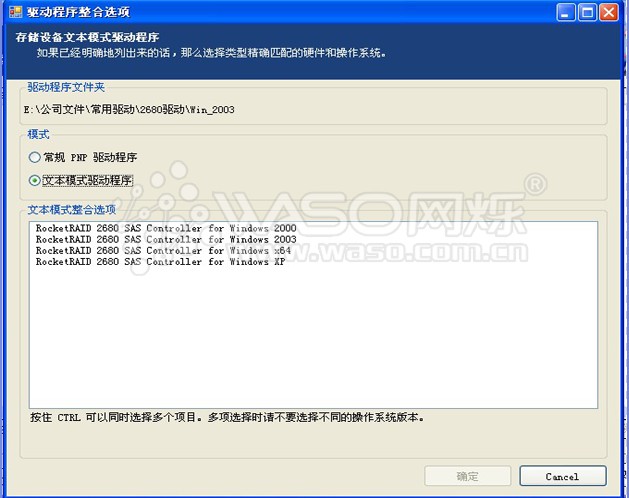 驱动程序整合选项
存储设备文本模式驱动程序
如果已经明确地列出来的话，那么选择类型精确匹配的硬件和操作系统。
驱动程序文件夹
E:\公司文件\常用驱动\2680驱动\Win_2003
模式
常规 PNP 驱动程序
文本模式驱动程序
WASO网烁®
文本模式整合选项
RocketRAID 2680 SAS Controller for Windows 2000
RocketRAID 2680 SAS Controller for Windows 2003
RocketRAID 2680 SAS Controller for Windows x64
RocketRAID 2680 SAS Controller for Windows XP
www.waso.com.cn
按住 CTRL 可以同时选择多个项目。多项选择时请不要选择不同的操作系统版本。
确定
Cancel